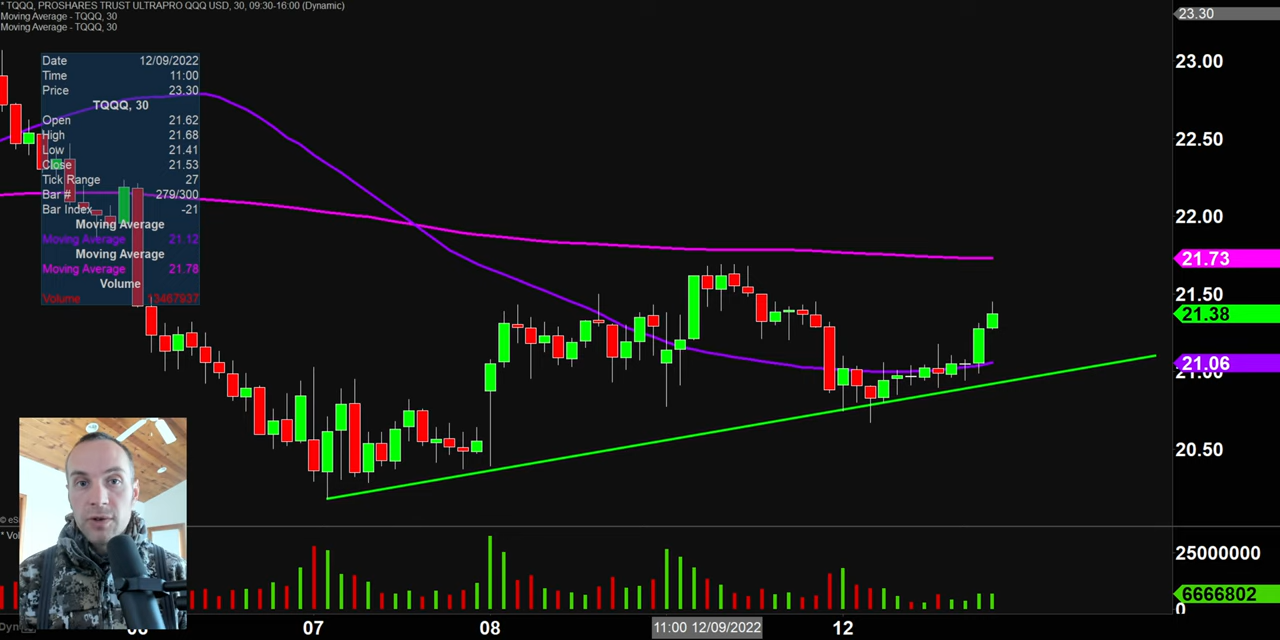 * TQQQ, PROSHARES TRUST ULTRAPRO QQQ USD, 30, 09:30-16:00 (Dynamic)
Moving Average - TQQQ, 30
Moving Average - TQQQ, 30
Date 12/09/2022
Time 11:00
Price 23.30
TQQQ, 30
Open 21.62
High 21.68
Low 21.41
Close 21.53
Tick Range 27
Bar # 279/300
Bar Index -21
Moving Average
Moving Average 21.12
Moving Average
Moving Average 21.78
Volume
Volume 13467937
23.30
23.00
22.50
22.00
21.73
21.50
21.38
21.06
21.00
20.50
25000000
6666802
0
07
08
11:00 12/09/2022
12